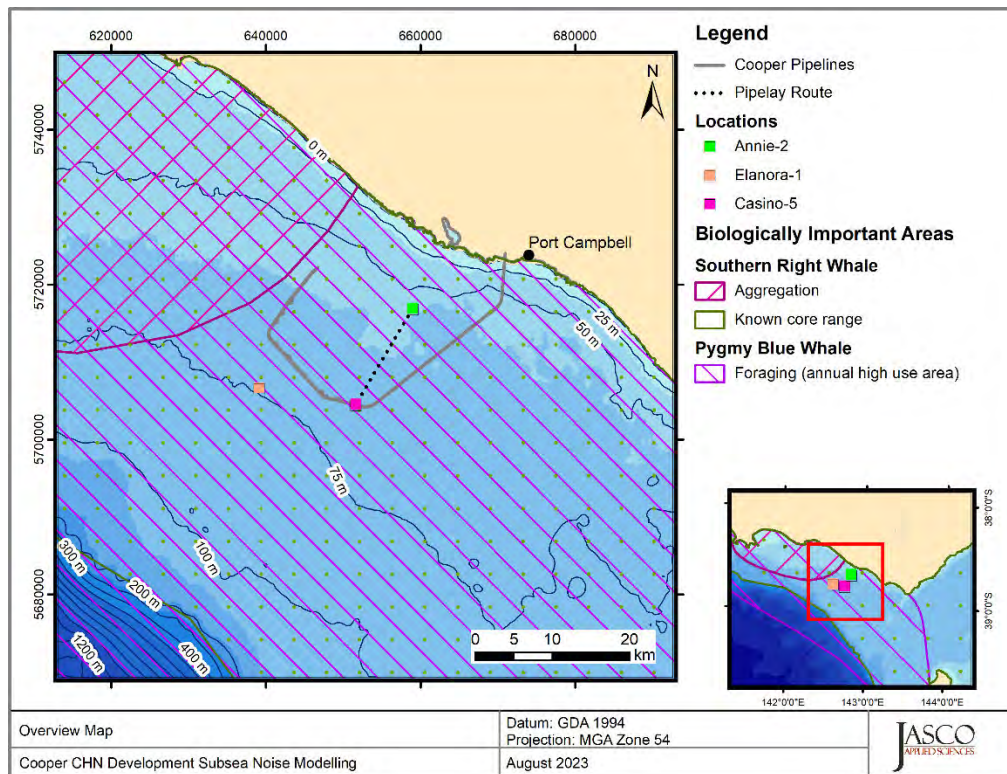 620000 640000 660000 680000
5740000
5720000
5700000
5680000
N
0 m
Port Campbell
25 m
50 m
75 m
100 m
300 m
200 m
400 m
1200 m
0 5 10 20
km
Legend
Cooper Pipelines
Pipelay Route
Locations
Annie-2
Elanora-1
Casino-5
Biologically Important Areas
Southern Right Whale
Aggregation
Known core range
Pygmy Blue Whale
Foraging (annual high use area)
38°0'0"S
39°0'0"S
142°0'0"E 143°0'0"E 144°0'0"E
Overview Map
Datum: GDA 1994
Projection: MGA Zone 54
Cooper CHN Development Subsea Noise Modelling
August 2023
JASCO
APPLIED SCIENCES